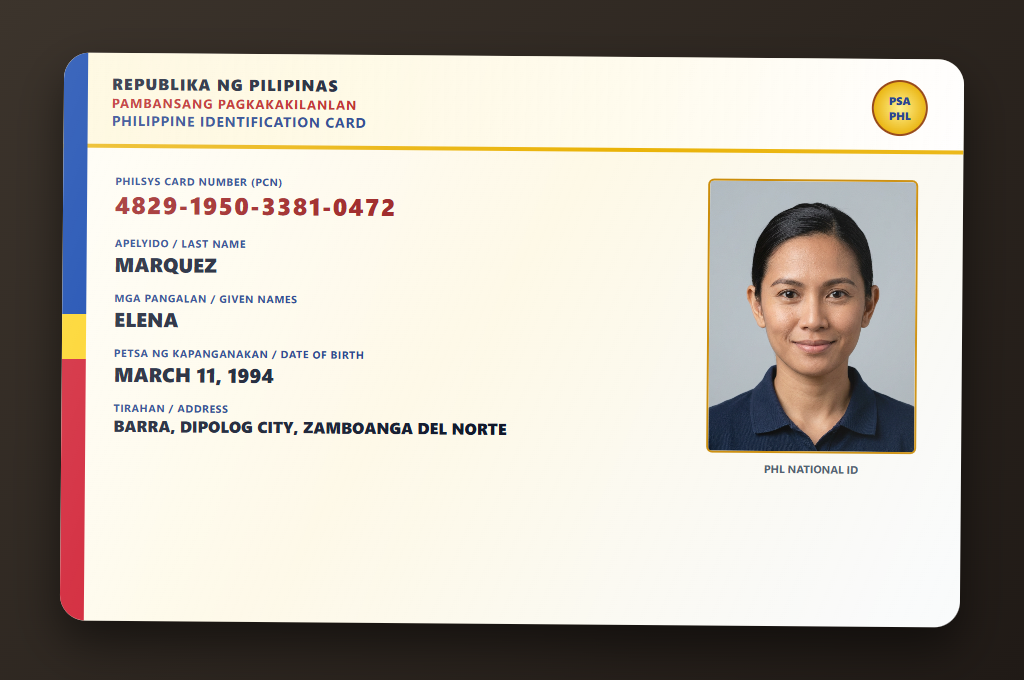 REPUBLIKA NG PILIPINAS
PAMBANSANG PAGKAKAKILANLAN
PHILIPPINE IDENTIFICATION CARD
PSA
PHL
PHILSYS CARD NUMBER (PCN)
4829-1950-3381-0472
APELYIDO / LAST NAME
MARQUEZ
MGA PANGALAN / GIVEN NAMES
ELENA
PETSA NG KAPANGANAKAN / DATE OF BIRTH
MARCH 11, 1994
TIRAHAN / ADDRESS
BARRA, DIPOLOG CITY, ZAMBOANGA DEL NORTE
PHL NATIONAL ID